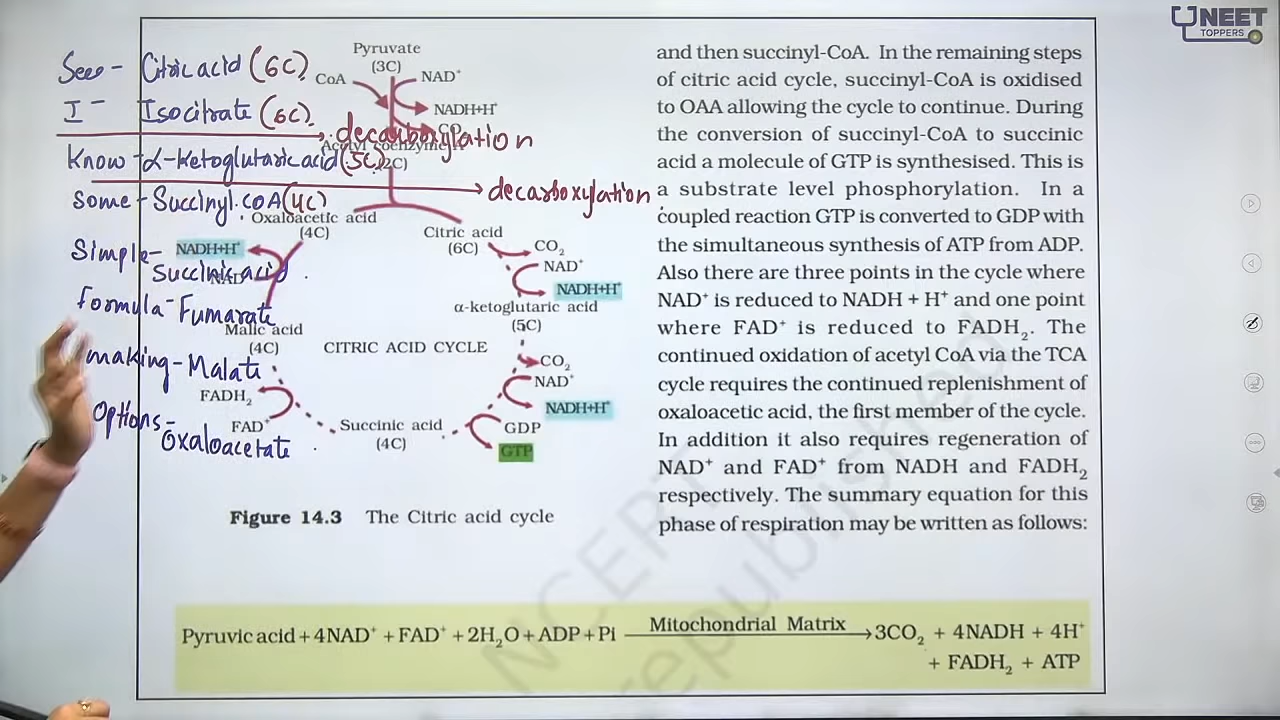 UNEET
TOPPERS
See - Citric acid (6C)
I - Isocitrate (6C).
decarboxylation
Know - α-ketoglutaric acid (5C)
decarboxylation
Some - Succinyl.CoA (4C)
Simple -
Succinic acid
formula - Fumarate
making - Malate
Options -
Oxaloacetate
Pyruvate
(3C)
CoA
NAD⁺
NADH+H⁺
CO₂
Acetyl coenzyme A
(2C)
Oxaloacetic acid
(4C)
Citric acid
(6C)
CO₂
NAD⁺
NADH+H⁺
NADH+H⁺
NAD⁺
α-ketoglutaric acid
(5C)
Malic acid
(4C)
CITRIC ACID CYCLE
CO₂
NAD⁺
NADH+H⁺
FADH₂
FAD⁺
Succinic acid
(4C)
GDP
GTP
Figure 14.3 The Citric acid cycle
and then succinyl-CoA. In the remaining steps
of citric acid cycle, succinyl-CoA is oxidised
to OAA allowing the cycle to continue. During
the conversion of succinyl-CoA to succinic
acid a molecule of GTP is synthesised. This is
a substrate level phosphorylation. In a
coupled reaction GTP is converted to GDP with
the simultaneous synthesis of ATP from ADP.
Also there are three points in the cycle where
NAD⁺ is reduced to NADH + H⁺ and one point
where FAD⁺ is reduced to FADH₂. The
continued oxidation of acetyl CoA via the TCA
cycle requires the continued replenishment of
oxaloacetic acid, the first member of the cycle.
In addition it also requires regeneration of
NAD⁺ and FAD⁺ from NADH and FADH₂
respectively. The summary equation for this
phase of respiration may be written as follows:
Pyruvic acid + 4NAD⁺ + FAD⁺ + 2H₂O + ADP + Pi Mitochondrial Matrix 3CO₂ + 4NADH + 4H⁺
+ FADH₂ + ATP
NCERT
republished